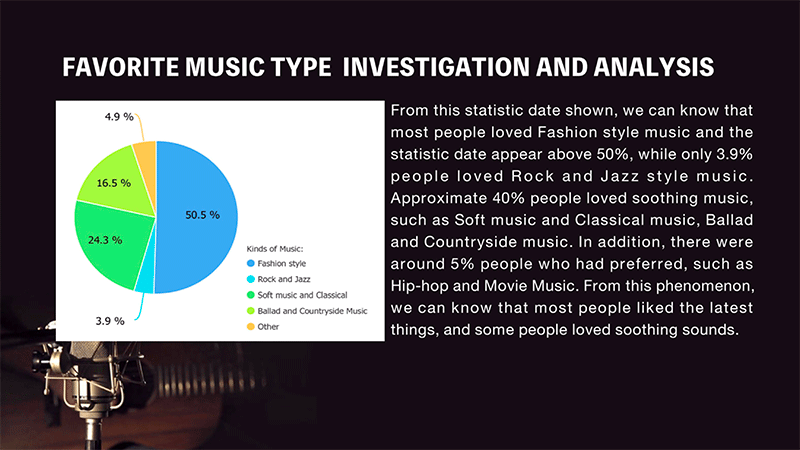 FAVORITE MUSIC TYPE INVESTIGATION AND ANALYSIS
4.9 %
16.5 %
50.5 %
24.3 %
3.9 %
Kinds of Music:
Fashion style
Rock and Jazz
Soft music and Classical
Ballad and Countryside Music
Other
From this statistic date shown, we can know that
most people loved Fashion style music and the
statistic date appear above 50%, while only 3.9%
people loved Rock and Jazz style music.
Approximate 40% people loved soothing music,
such as Soft music and Classical music, Ballad
and Countryside music. In addition, there were
around 5% people who had preferred, such as
Hip-hop and Movie Music. From this phenomenon,
we can know that most people liked the latest
things, and some people loved soothing sounds.